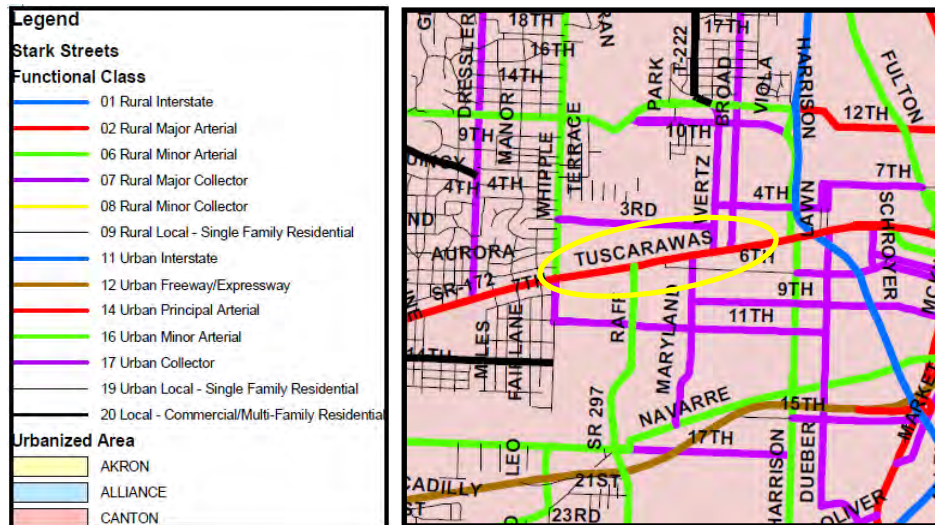 Legend
Stark Streets
Functional Class
01 Rural Interstate
02 Rural Major Arterial
06 Rural Minor Arterial
07 Rural Major Collector
08 Rural Minor Collector
09 Rural Local - Single Family Residential
11 Urban Interstate
12 Urban Freeway/Expressway
14 Urban Principal Arterial
16 Urban Minor Arterial
17 Urban Collector
19 Urban Local - Single Family Residential
20 Local - Commercial/Multi-Family Residential
Urbanized Area
AKRON
ALLIANCE
CANTON
18TH
16TH
14TH
DRESSLER
MANOR
9TH
4TH
4TH
WHIPPLE
TERRACE
PARK
T-222
17TH
BROAD
VIOLA
HARRISON
FULTON
12TH
10TH
7TH
WERTZ
4TH
LAWN
3RD
SCHROYER
TUSCARAWAS
6TH
AURORA
SR-172
7TH
9TH
11TH
RAFF
MARYLAND
MILES
FAIRLANE
14TH
NAVARRE
15TH
MARKET
SR 297
LEO
17TH
21ST
23RD
HARRISON
DUEBER
OLIVER
CADILLY
ST